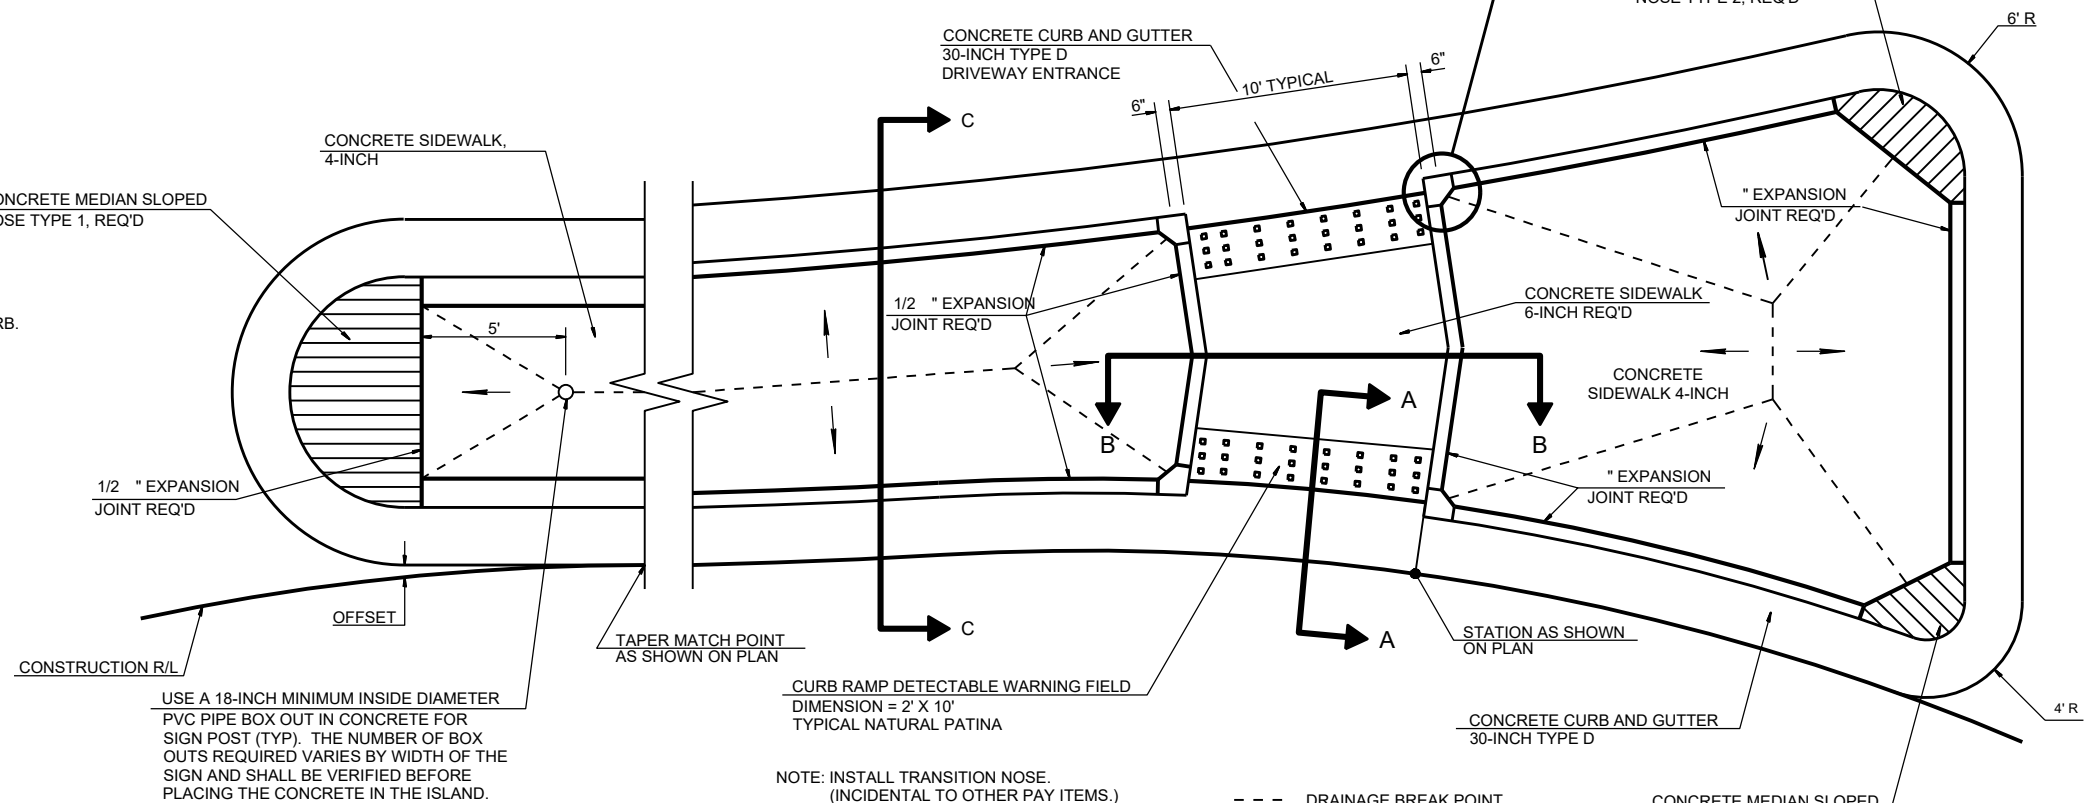 NOSE TYPE 2, REQ'D
6' R
CONCRETE CURB AND GUTTER
30-INCH TYPE D
DRIVEWAY ENTRANCE
6"
10' TYPICAL
6"
C
CONCRETE SIDEWALK,
4-INCH
CONCRETE MEDIAN SLOPED
NOSE TYPE 1, REQ'D
" EXPANSION
JOINT REQ'D
RB.
5'
1/2 " EXPANSION
JOINT REQ'D
CONCRETE SIDEWALK
6-INCH REQ'D
CONCRETE
SIDEWALK 4-INCH
A
B
B
1/2 " EXPANSION
JOINT REQ'D
" EXPANSION
JOINT REQ'D
OFFSET
C
A
TAPER MATCH POINT
AS SHOWN ON PLAN
STATION AS SHOWN
ON PLAN
CONSTRUCTION R/L
USE A 18-INCH MINIMUM INSIDE DIAMETER
PVC PIPE BOX OUT IN CONCRETE FOR
SIGN POST (TYP). THE NUMBER OF BOX
OUTS REQUIRED VARIES BY WIDTH OF THE
SIGN AND SHALL BE VERIFIED BEFORE
PLACING THE CONCRETE IN THE ISLAND.
CURB RAMP DETECTABLE WARNING FIELD
DIMENSION = 2' X 10'
TYPICAL NATURAL PATINA
CONCRETE CURB AND GUTTER
30-INCH TYPE D
4' R
NOTE: INSTALL TRANSITION NOSE.
(INCIDENTAL TO OTHER PAY ITEMS.)
DRAINAGE BREAK POINT
CONCRETE MEDIAN SLOPED